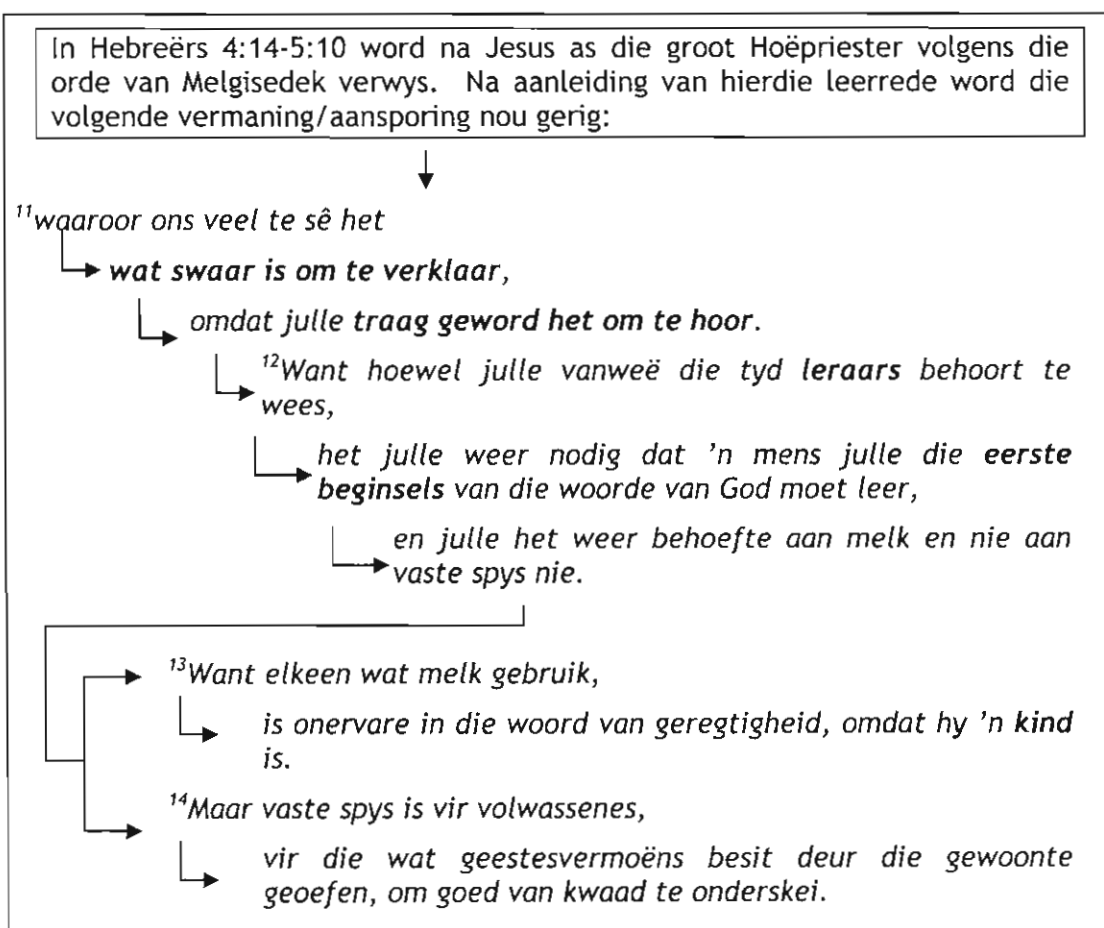 In Hebreërs 4:14-5:10 word na Jesus as die groot Hoëpriester volgens die
orde van Melgisedek verwys. Na aanleiding van hierdie leerrede word die
volgende vermaning/aansporing nou gerig:
¹¹waaroor ons veel te sê het
wat swaar is om te verklaar,
omdat julle traag geword het om te hoor.
¹²Want hoewel julle vanweë die tyd leraars behoort te
wees,
het julle weer nodig dat 'n mens julle die eerste
beginsels van die woorde van God moet leer,
en julle het weer behoefte aan melk en nie aan
vaste spys nie.
¹³Want elkeen wat melk gebruik,
is onervare in die woord van geregtigheid, omdat hy 'n kind
is.
¹⁴Maar vaste spys is vir volwassenes,
vir die wat geestesvermoëns besit deur die gewoonte
geoefen, om goed van kwaad te onderskei.